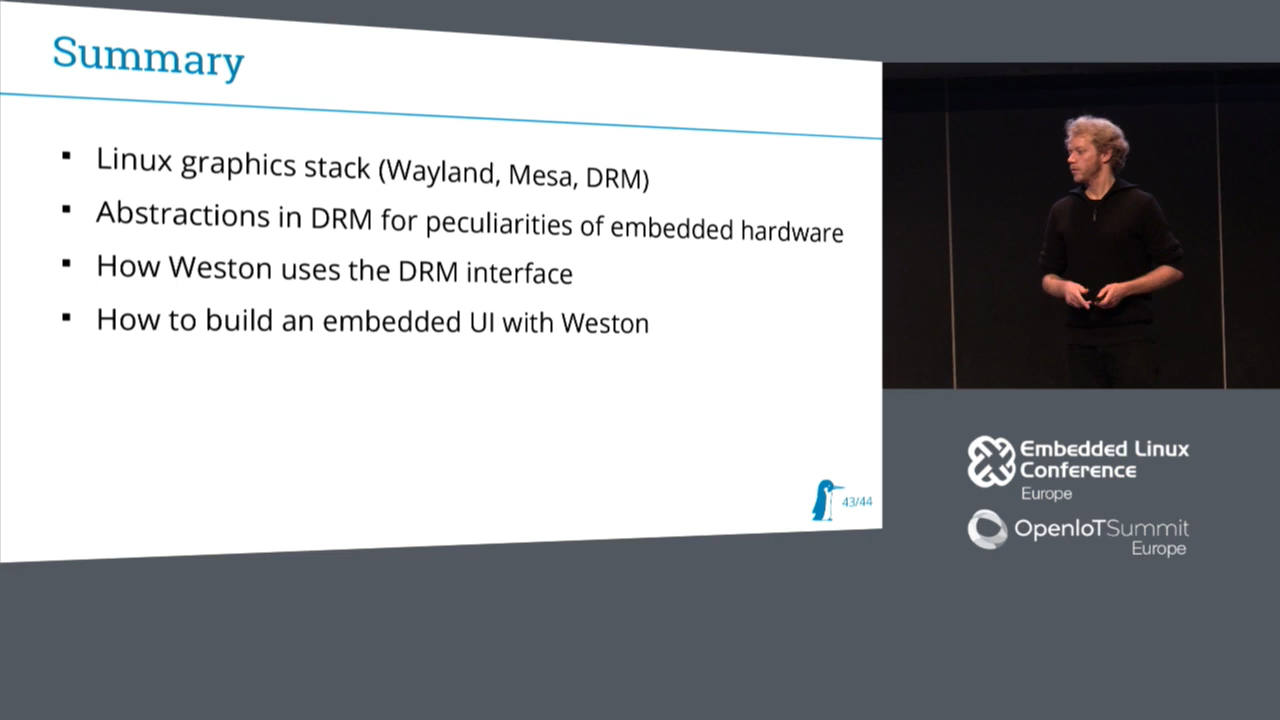 Summary
▪ Linux graphics stack (Wayland, Mesa, DRM)
▪ Abstractions in DRM for peculiarities of embedded hardware
▪ How Weston uses the DRM interface
▪ How to build an embedded UI with Weston
43/44
Embedded Linux
Conference
Europe
OpenIoTSummit
Europe